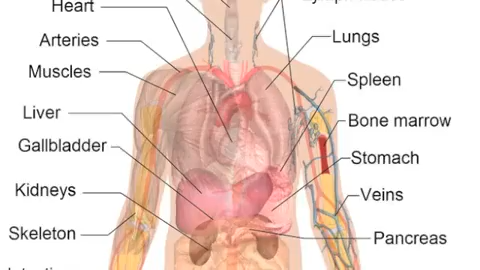 Heart
Arteries
Lungs
Muscles
Spleen
Liver
Bone marrow
Gallbladder
Stomach
Kidneys
Veins
Skeleton
Pancreas